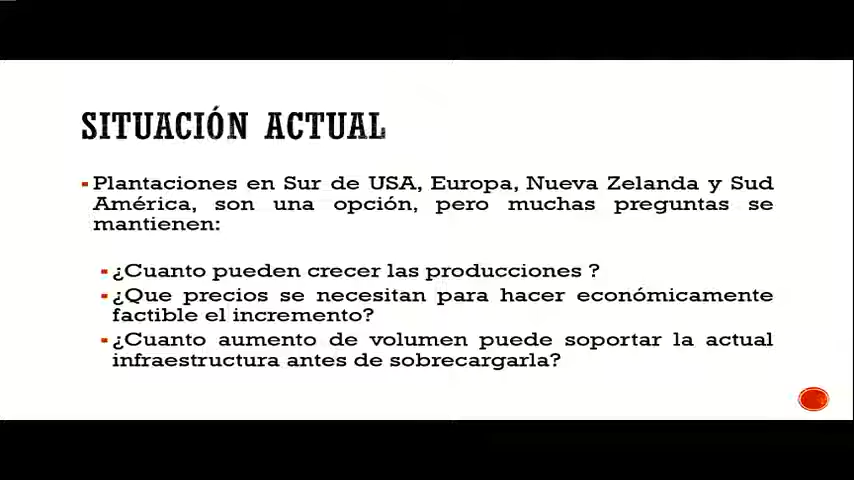 SITUACIÓN ACTUAL
Plantaciones en Sur de USA, Europa, Nueva Zelanda y Sud
América, son una opción, pero muchas preguntas se
mantienen:
¿Cuanto pueden crecer las producciones ?
¿Que precios se necesitan para hacer económicamente
factible el incremento?
¿Cuanto aumento de volumen puede soportar la actual
infraestructura antes de sobrecargarla?